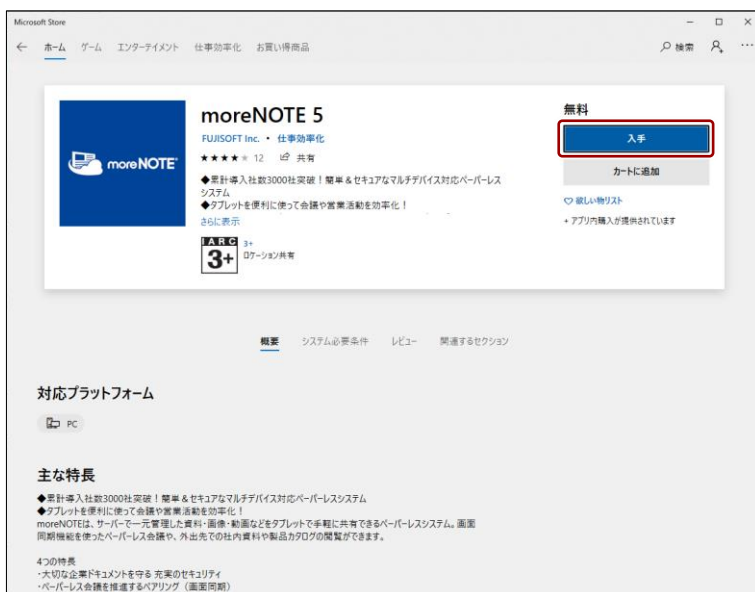 Microsoft Store
ホーム ゲーム エンターテイメント 仕事効率化 お買い得商品 検索
moreNOTE
moreNOTE 5
FUJISOFT Inc. • 仕事効率化
★★★★★ 12 共有
◆累計導入社数3000社突破！簡単＆セキュアなマルチデバイス対応ペーパーレス
システム
◆タブレットを便利に使って会議や営業活動を効率化！
さらに表示
IARC
3+
3+
ロケーション共有
無料
入手
カートに追加
欲しい物リスト
+ アプリ内購入が提供されています
概要 システム必要条件 レビュー 関連するセクション
対応プラットフォーム
PC
主な特長
◆累計導入社数3000社突破！簡単＆セキュアなマルチデバイス対応ペーパーレスシステム
◆タブレットを便利に使って会議や営業活動を効率化！
moreNOTEは、サーバーで一元管理した資料・画像・動画などをタブレットで手軽に共有できるペーパーレスシステム。画面
同期機能を使ったペーパーレス会議や、外出先での社内資料や製品カタログの閲覧ができます。
4つの特長
・大切な企業ドキュメントを守る 充実のセキュリティ
・ペーパーレス会議を推進するペアリング（画面同期）